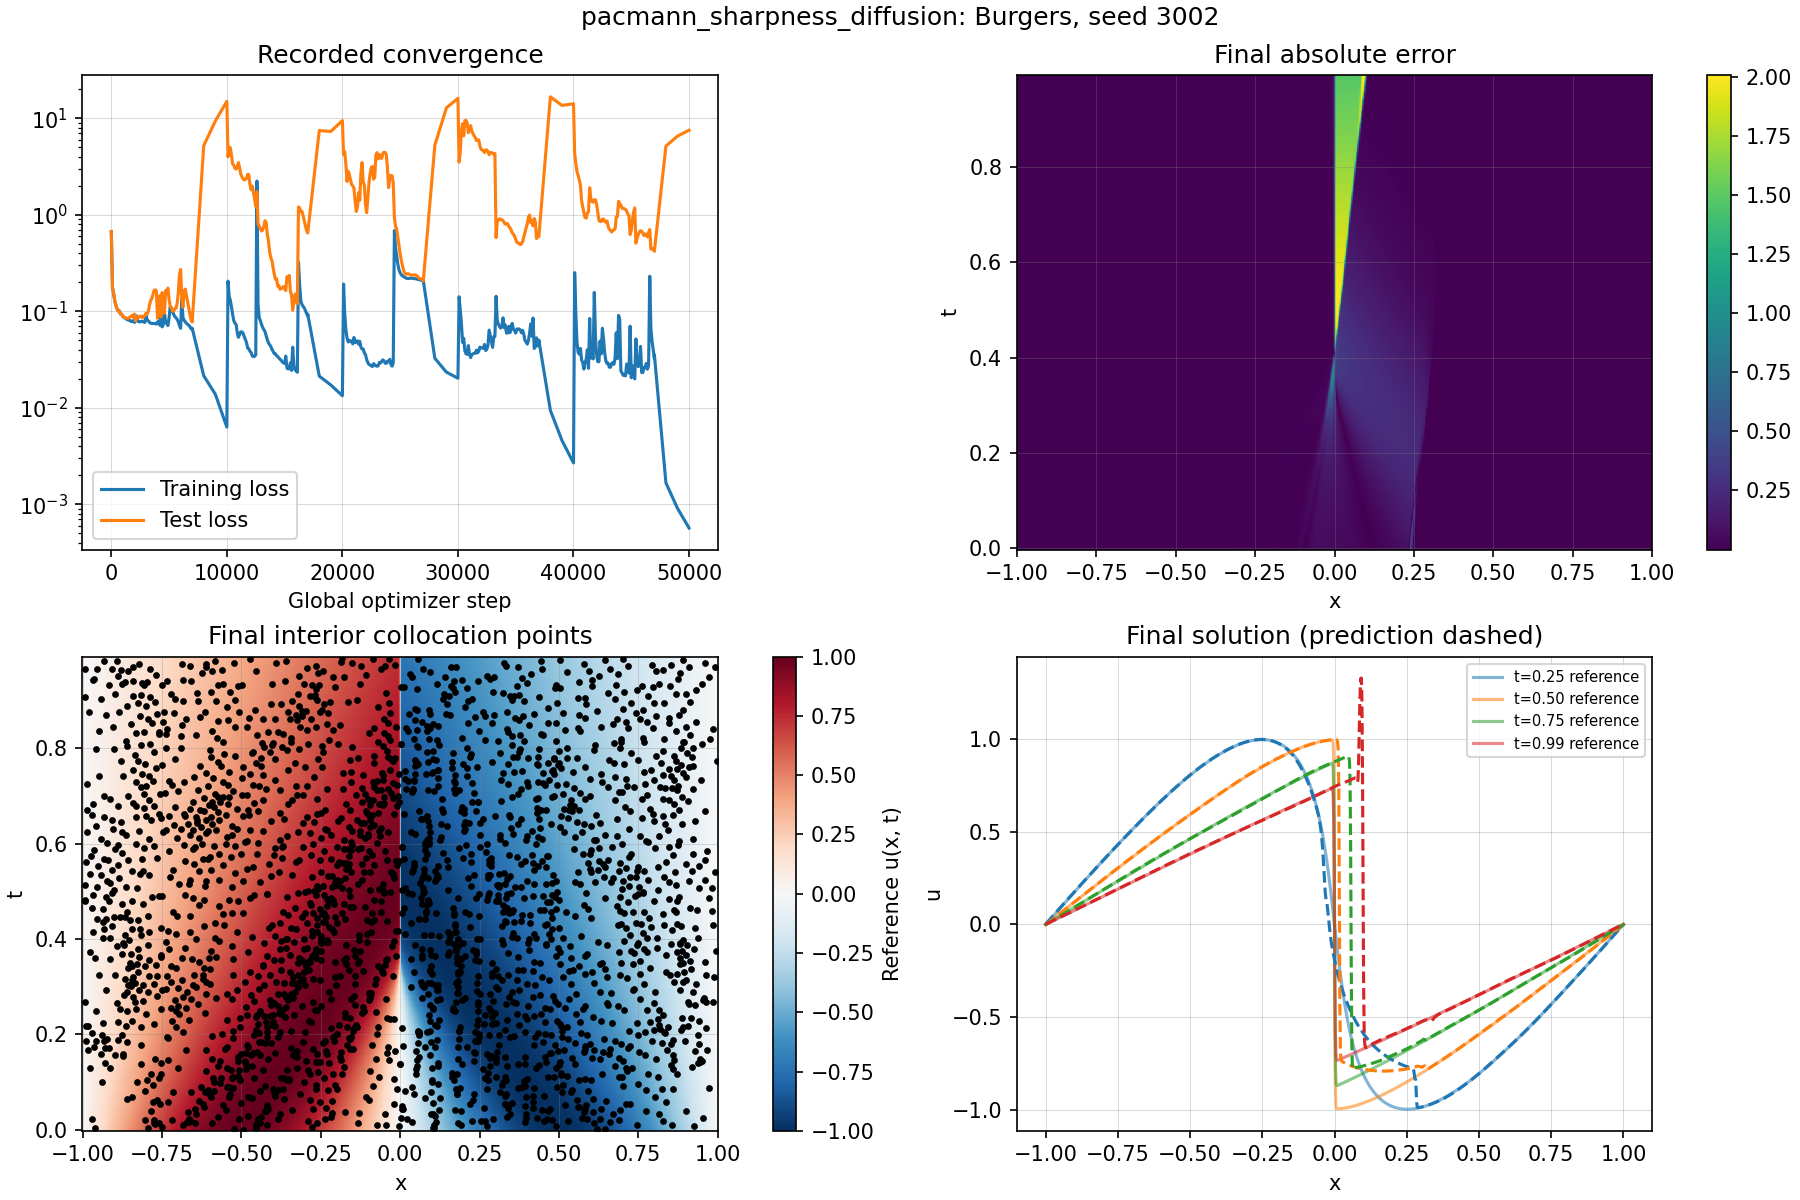 pacmann_sharpness_diffusion: Burgers, seed 3002
Recorded convergence
10¹
10⁰
10⁻¹
10⁻²
10⁻³
Training loss
Test loss
0 10000 20000 30000 40000 50000
Global optimizer step
Final absolute error
t
0.8
0.6
0.4
0.2
0.0
−1.00 −0.75 −0.50 −0.25 0.00 0.25 0.50 0.75 1.00
x
2.00
1.75
1.50
1.25
1.00
0.75
0.50
0.25
Final interior collocation points
t
0.8
0.6
0.4
0.2
0.0
−1.00 −0.75 −0.50 −0.25 0.00 0.25 0.50 0.75 1.00
x
1.00
0.75
0.50
0.25
0.00
−0.25
−0.50
−0.75
−1.00
Reference u(x, t)
Final solution (prediction dashed)
u
1.0
0.5
0.0
−0.5
−1.0
t=0.25 reference
t=0.50 reference
t=0.75 reference
t=0.99 reference
−1.00 −0.75 −0.50 −0.25 0.00 0.25 0.50 0.75 1.00
x